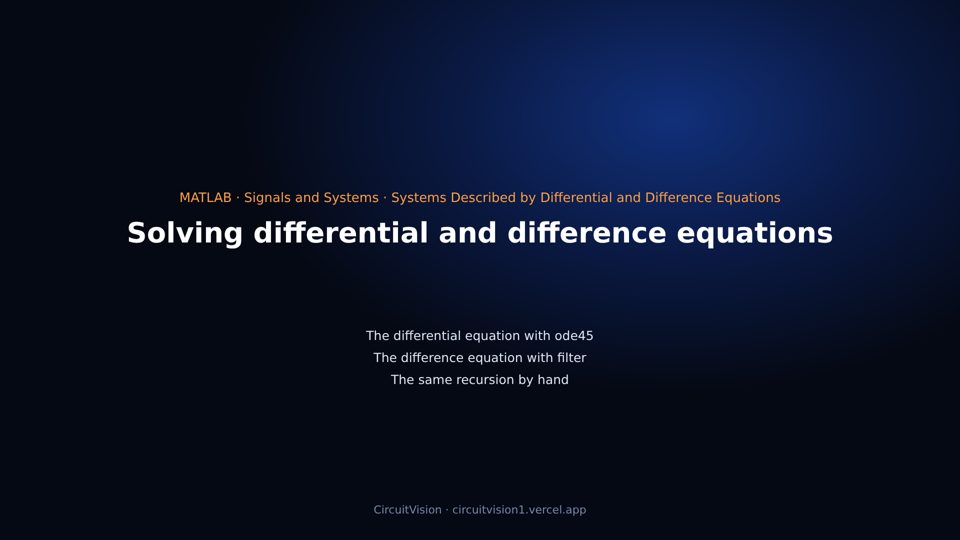 MATLAB · Signals and Systems · Systems Described by Differential and Difference Equations
Solving differential and difference equations
The differential equation with ode45
The difference equation with filter
The same recursion by hand
CircuitVision · circuitvision1.vercel.app